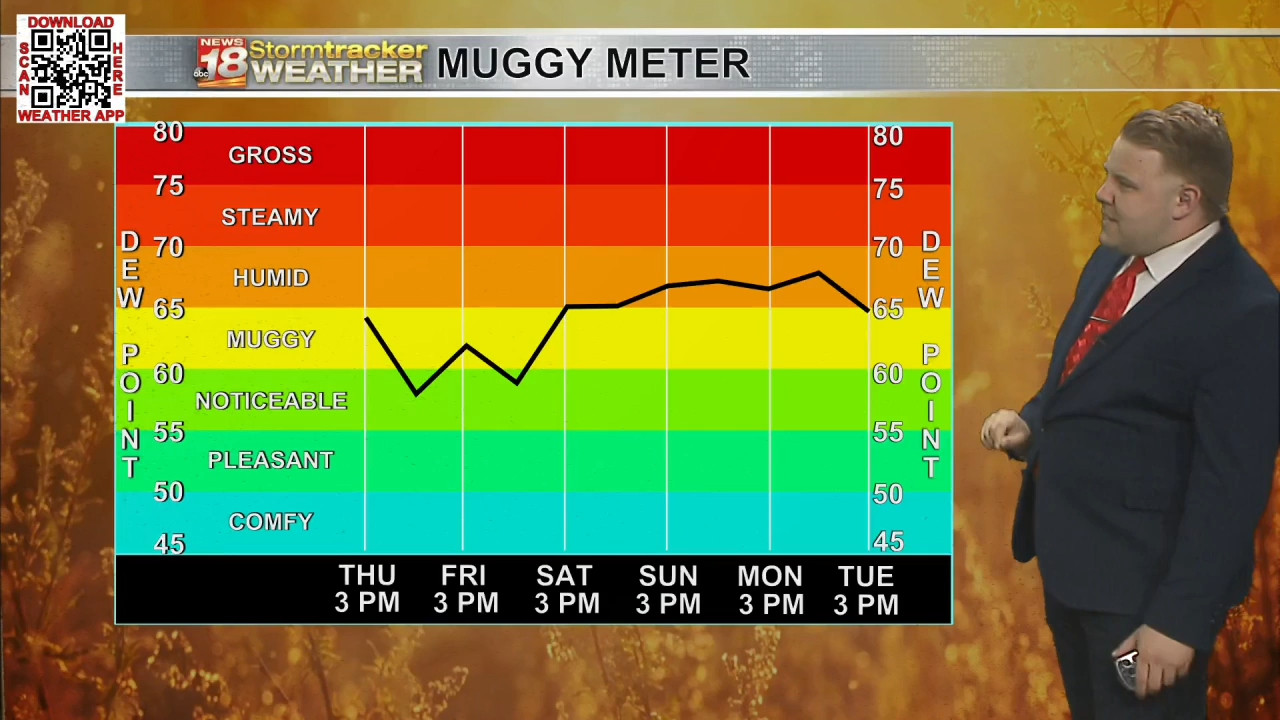 DOWNLOAD
SCAN
HERE
WEATHER APP
NEWS
abc 18
Stormtracker
WEATHER
MUGGY METER
80 GROSS 80
75 75
STEAMY
70 70
HUMID
65 65
MUGGY
60 60
NOTICEABLE
55 55
PLEASANT
50 50
COMFY
45 45
DEW POINT
DEW POINT
THU FRI SAT SUN MON TUE
3 PM 3 PM 3 PM 3 PM 3 PM 3 PM